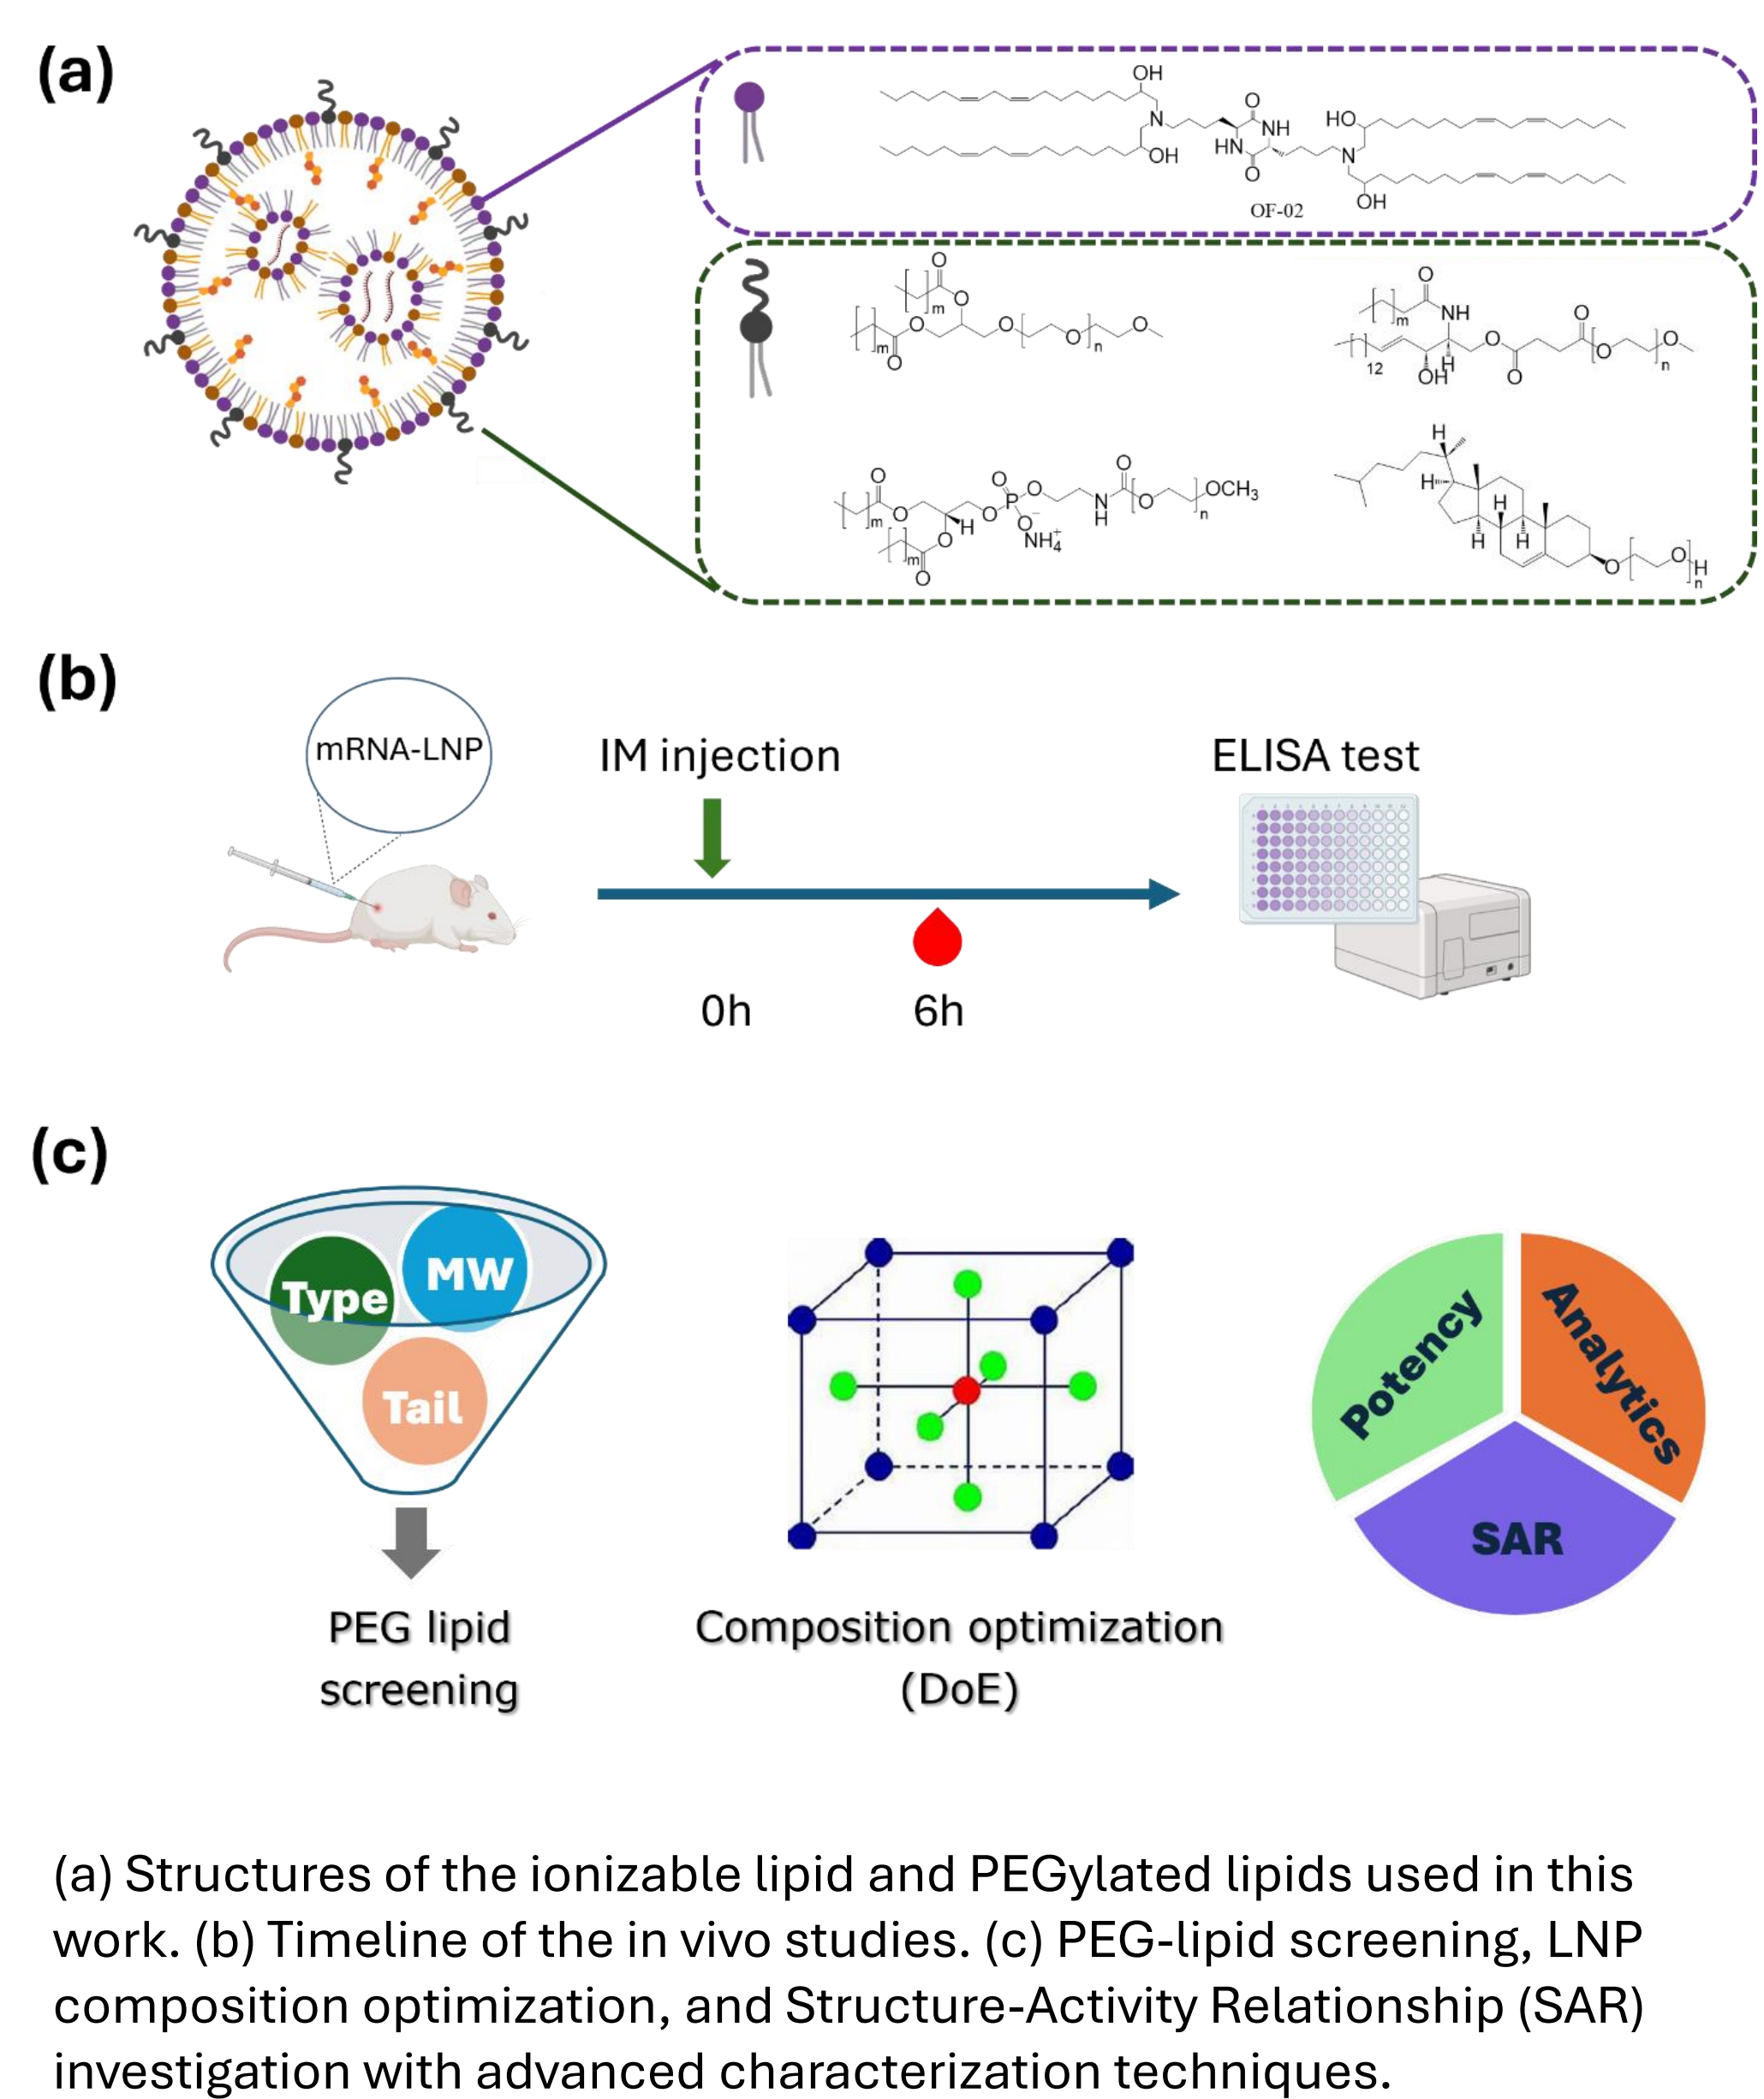 (a)
OH
N
OH
O
NH
HN
O
HO
N
OH
OF-02
O
m
O
O
m
O
O
O
n
O
O
m
NH
12
OH
H
O
O
O
O
n
O
O
m
O
H
O
m
O
O
O
P
O
O
−
NH4+
N
H
O
O
n
OCH3
H
H
H
H
H
O
O
H
n
(b)
mRNA-LNP
IM injection
ELISA test
0h
6h
(c)
Type
MW
Tail
PEG lipid
screening
Composition optimization
(DoE)
Potency
Analytics
SAR
(a) Structures of the ionizable lipid and PEGylated lipids used in this
work. (b) Timeline of the in vivo studies. (c) PEG-lipid screening, LNP
composition optimization, and Structure-Activity Relationship (SAR)
investigation with advanced characterization techniques.